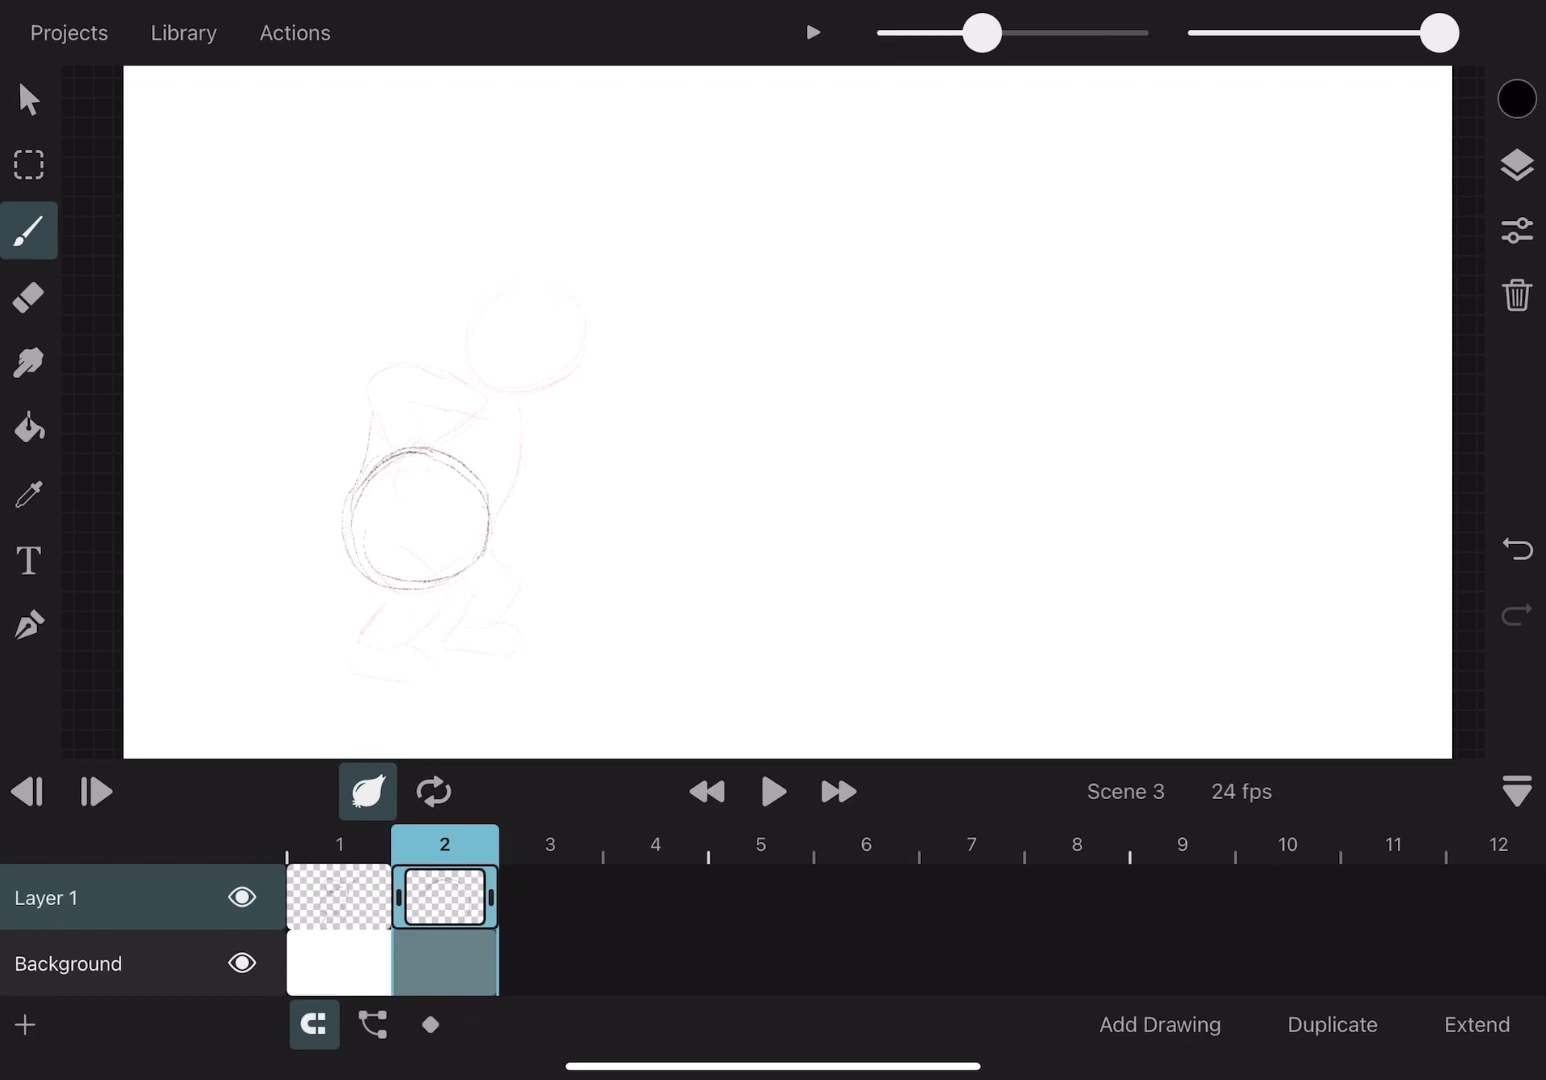 Projects Library Actions
T
Scene 3 24 fps
1 2 3 4 5 6 7 8 9 10 11 12
Layer 1
Background
Add Drawing Duplicate Extend